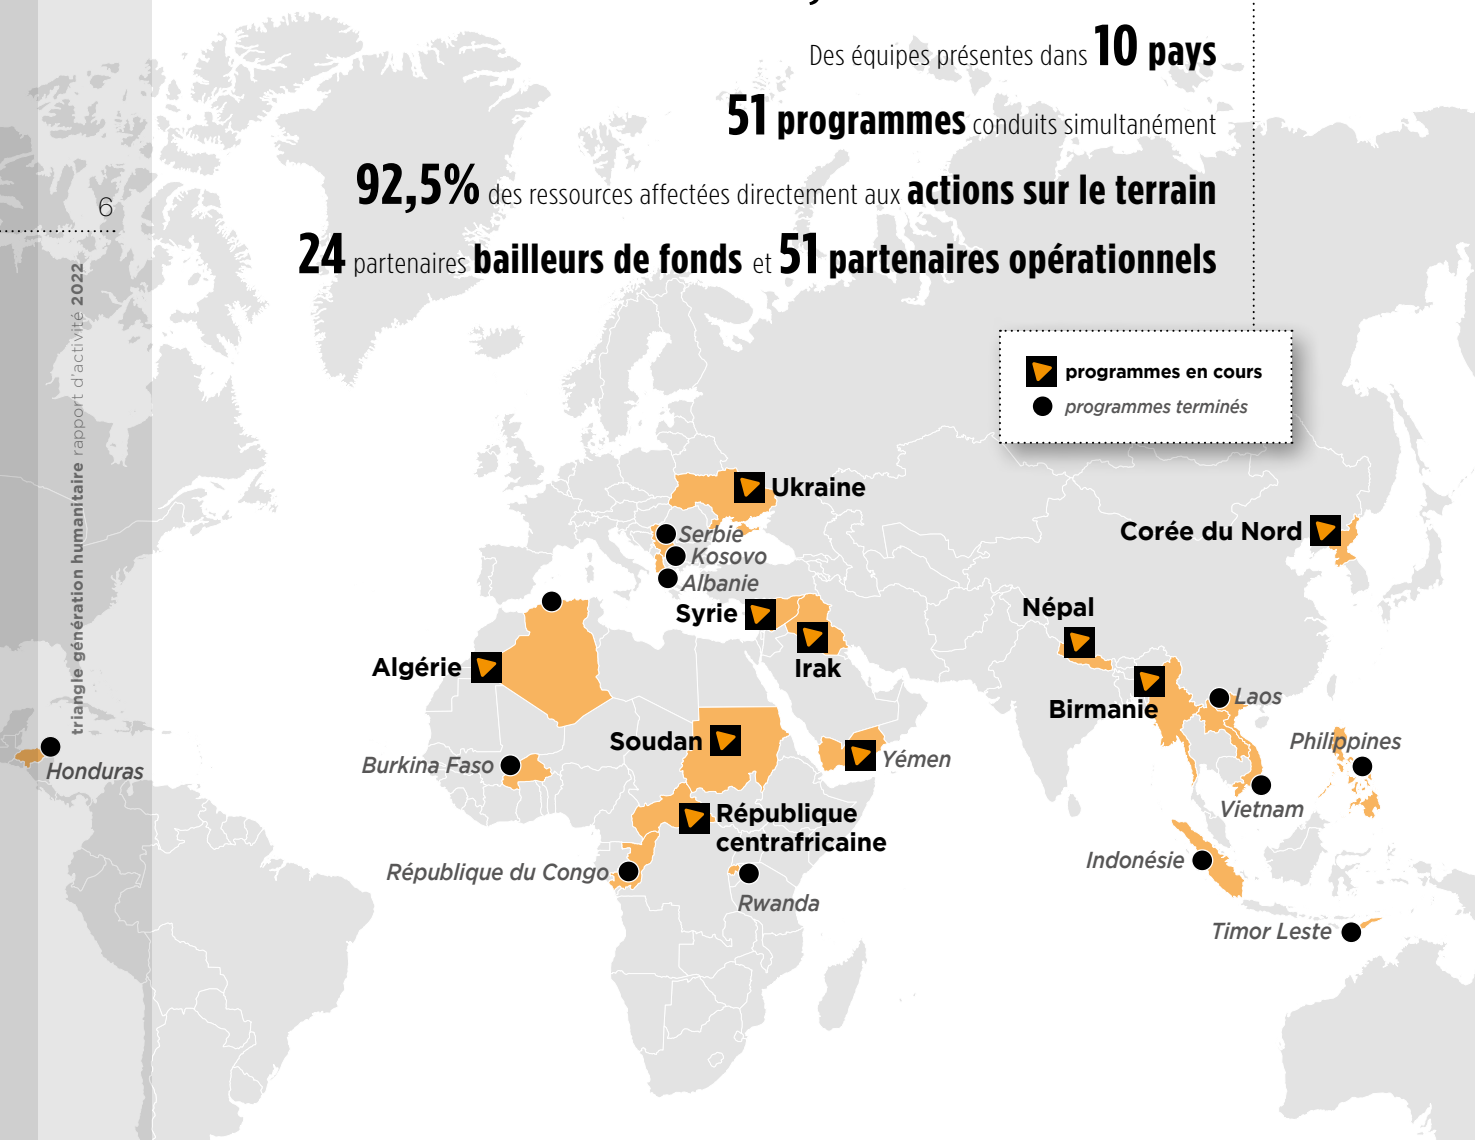 Des équipes présentes dans 10 pays
51 programmes conduits simultanément
92,5% des ressources affectées directement aux actions sur le terrain
24 partenaires bailleurs de fonds et 51 partenaires opérationnels
6
triangle génération humanitaire rapport d'activité 2022
programmes en cours
programmes terminés
Ukraine
Serbie
Kosovo
Albanie
Corée du Nord
Syrie
Népal
Algérie
Irak
Birmanie
Laos
Soudan
Philippines
Honduras
Burkina Faso
Yémen
Vietnam
République
centrafricaine
République du Congo
Indonésie
Rwanda
Timor Leste